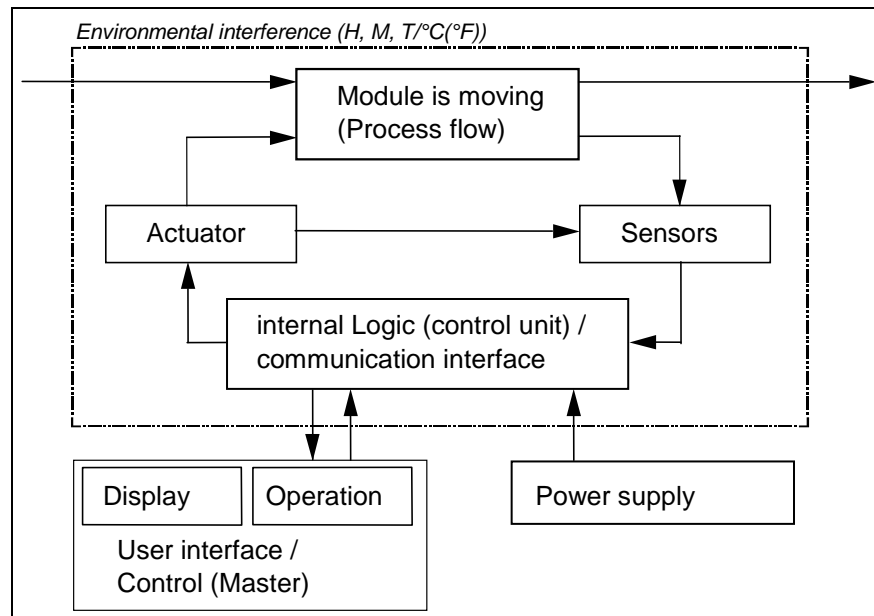 Environmental interference (H, M, T/°C(°F))
Module is moving
(Process flow)
Actuator
Sensors
internal Logic (control unit) /
communication interface
Display
Operation
Power supply
User interface /
Control (Master)